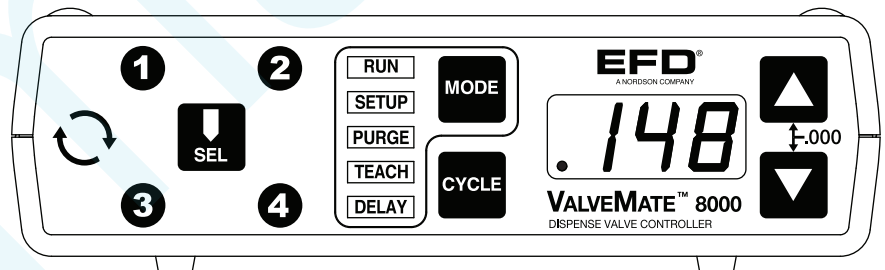 1
2
SEL
3
4
RUN
SETUP
PURGE
TEACH
DELAY
MODE
CYCLE
EFD®
A NORDSON COMPANY
.148
VALVEMATE™ 8000
DISPENSE VALVE CONTROLLER
.000